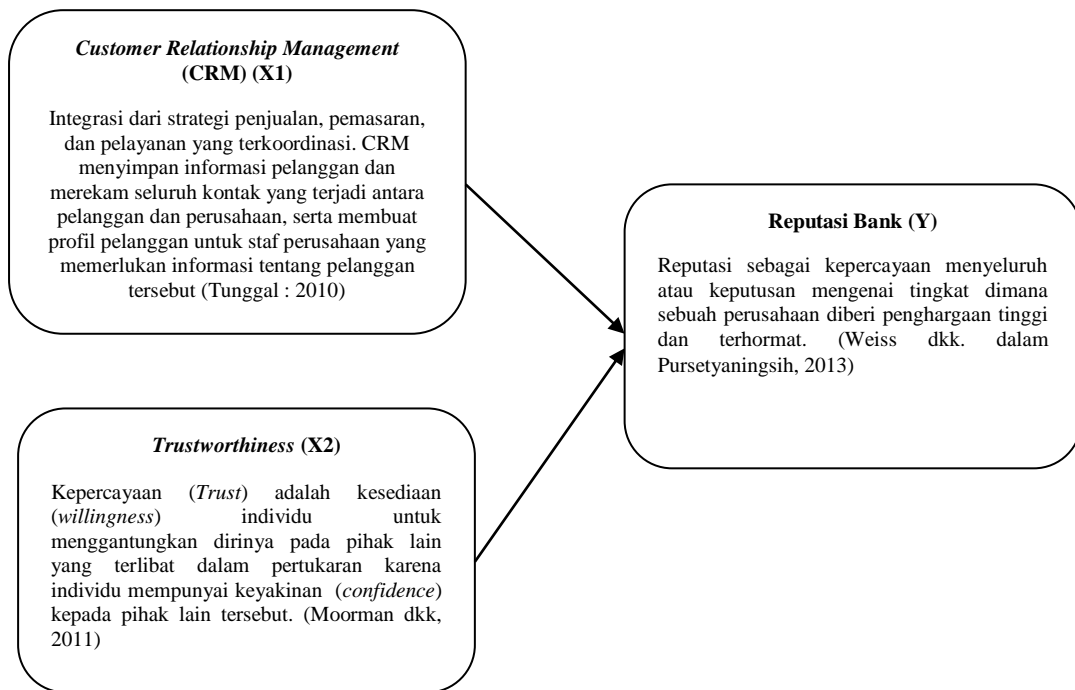 Customer Relationship Management
(CRM) (X1)
Integrasi dari strategi penjualan, pemasaran,
dan pelayanan yang terkoordinasi. CRM
menyimpan informasi pelanggan dan
merekam seluruh kontak yang terjadi antara
pelanggan dan perusahaan, serta membuat
profil pelanggan untuk staf perusahaan yang
memerlukan informasi tentang pelanggan
tersebut (Tunggal : 2010)
Trustworthiness (X2)
Kepercayaan (Trust) adalah kesediaan
(willingness) individu untuk
menggantungkan dirinya pada pihak lain
yang terlibat dalam pertukaran karena
individu mempunyai keyakinan (confidence)
kepada pihak lain tersebut. (Moorman dkk,
2011)
Reputasi Bank (Y)
Reputasi sebagai kepercayaan menyeluruh
atau keputusan mengenai tingkat dimana
sebuah perusahaan diberi penghargaan tinggi
dan terhormat. (Weiss dkk. dalam
Pursetyaningsih, 2013)